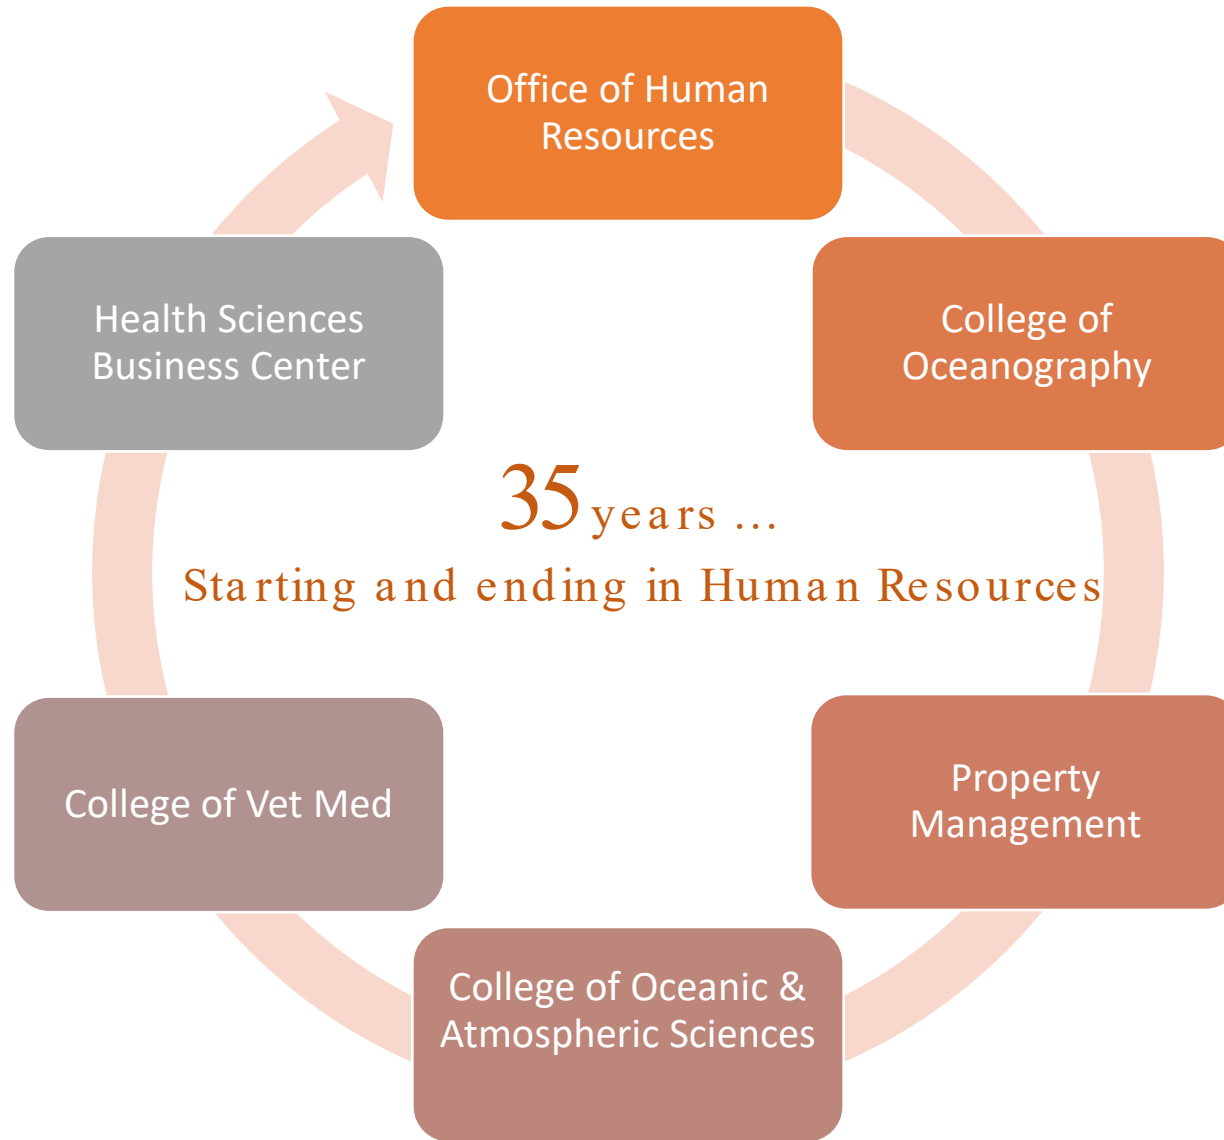 Office of Human
Resources
College of
Oceanography
Property
Management
College of Oceanic &
Atmospheric Sciences
College of Vet Med
Health Sciences
Business Center
35 years ...
Starting and ending in Human Resources